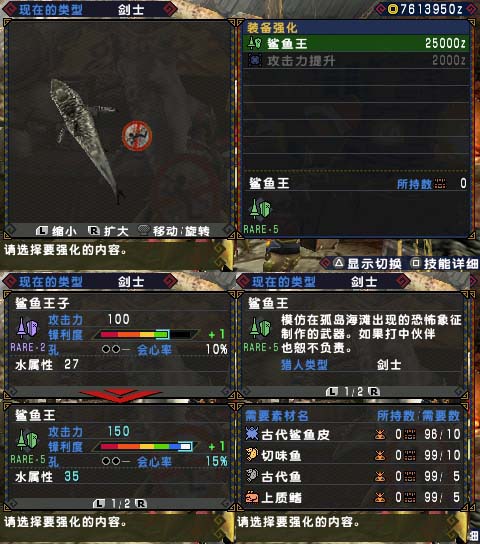 现在的类型 剑士
7613950z
装备强化
鲨鱼王 25000z
攻击力提升 2000z
鲨鱼王 所持数 0
RARE-5
L 缩小 R 扩大 移动/旋转
请选择要强化的内容。
△显示切换 □技能详细
现在的类型 剑士
鲨鱼王子
攻击力 100
锋利度 +1
RARE-2 孔 ○○— 会心率 10%
水属性 27
鲨鱼王
攻击力 150
锋利度 +1
RARE-5 孔 ○○— 会心率 15%
水属性 35
L 1/2 R
请选择要强化的内容。
现在的类型 剑士
鲨鱼王
模仿在孤岛海滩出现的恐怖象征
制作的武器。如果打中伙伴
RARE-5 也恕不负责。
猎人类型 剑士
L 1/2 R
需要素材名 所持数/需要数
古代鲨鱼皮 0 96/10
切味鱼 0 99/10
古代鱼 0 99/ 5
上质鳍 0 99/ 5
请选择要强化的内容。
细